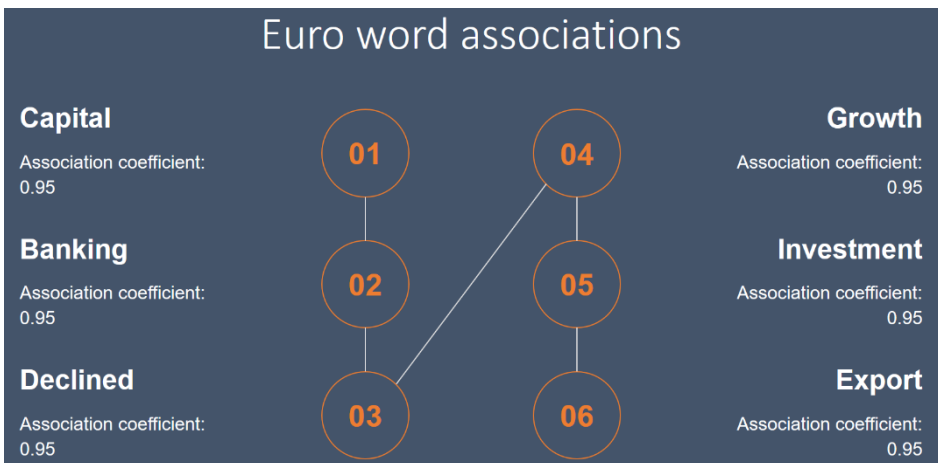 Euro word associations
Capital
Association coefficient:
0.95
01
Banking
Association coefficient:
0.95
02
Declined
Association coefficient:
0.95
03
04
Growth
Association coefficient:
0.95
05
Investment
Association coefficient:
0.95
06
Export
Association coefficient:
0.95